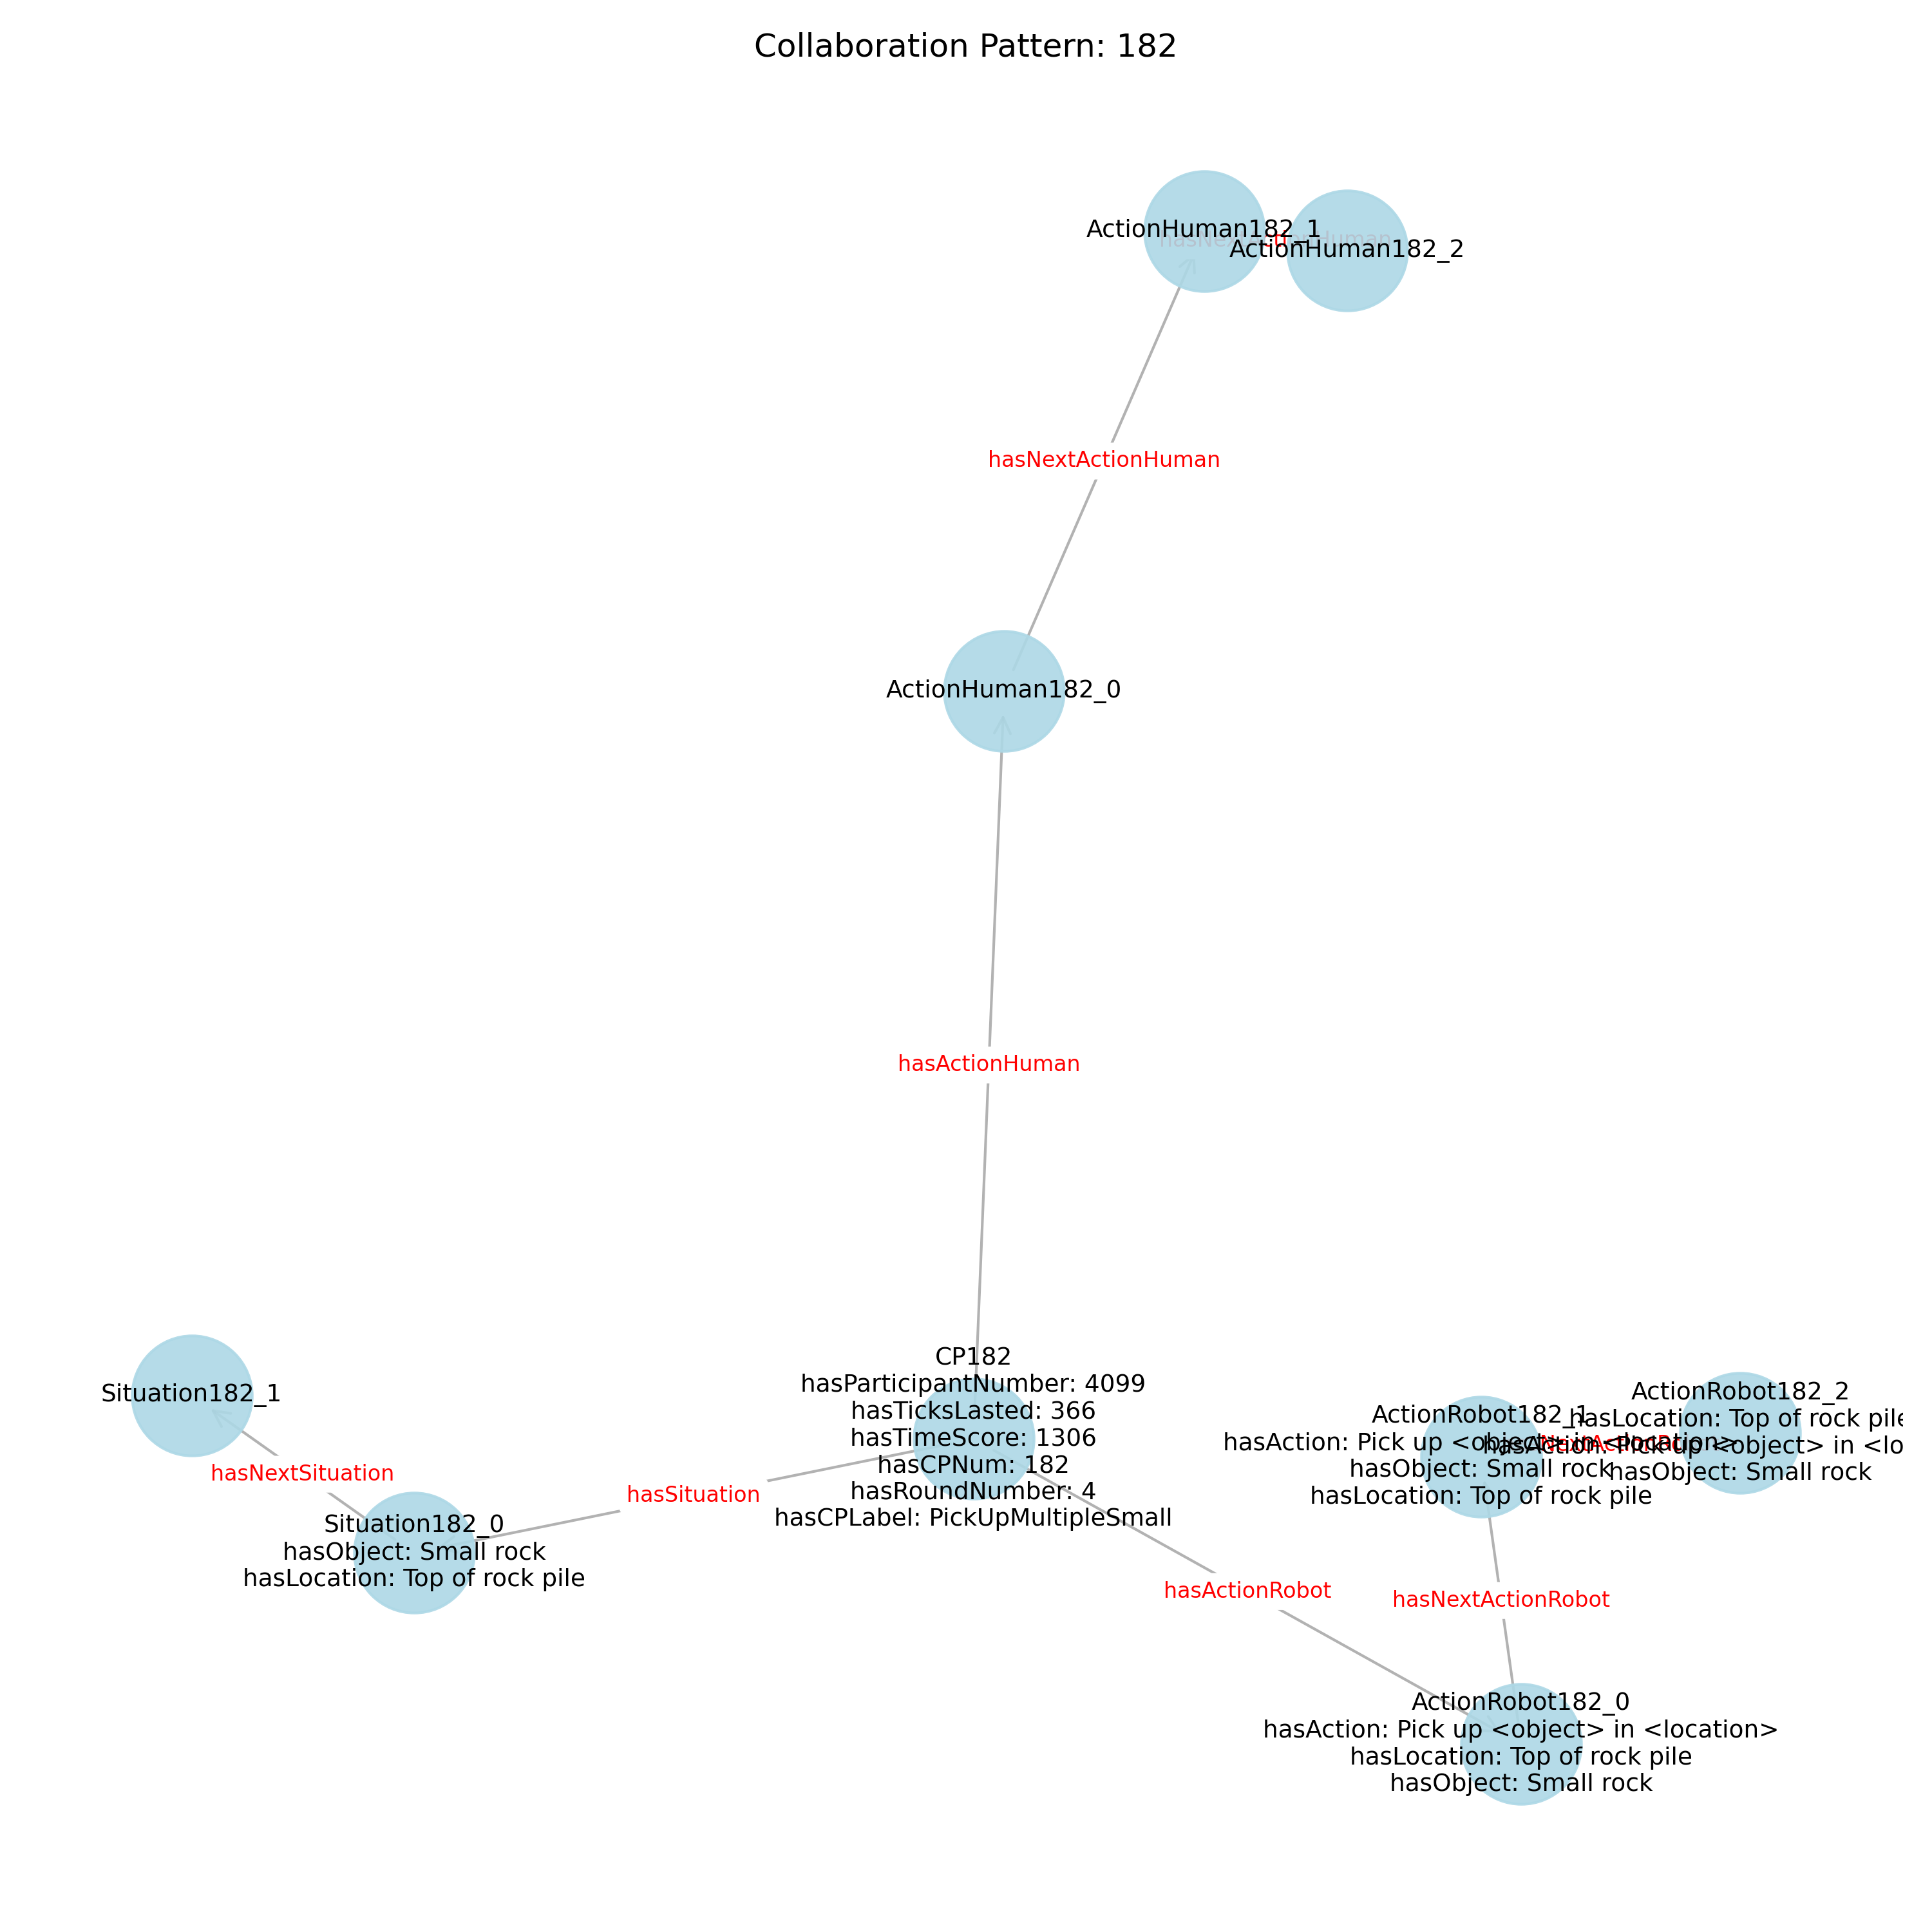 Collaboration Pattern: 182
ActionHuman182_1
ActionHuman182_2
hasNextActionHuman
ActionHuman182_0
hasActionHuman
Situation182_1
hasNextSituation
Situation182_0
hasObject: Small rock
hasLocation: Top of rock pile
hasSituation
CP182
hasParticipantNumber: 4099
hasTicksLasted: 366
hasTimeScore: 1306
hasCPNum: 182
hasRoundNumber: 4
hasCPLabel: PickUpMultipleSmall
hasActionRobot
ActionRobot182_1
hasAction: Pick up <object> in <location>
hasObject: Small rock
hasLocation: Top of rock pile
ActionRobot182_2
hasLocation: Top of rock pile
hasAction: Pick up <object> in
hasObject: Small rock
hasNextActionRobot
ActionRobot182_0
hasAction: Pick up <object> in <location>
hasLocation: Top of rock pile
hasObject: Small rock